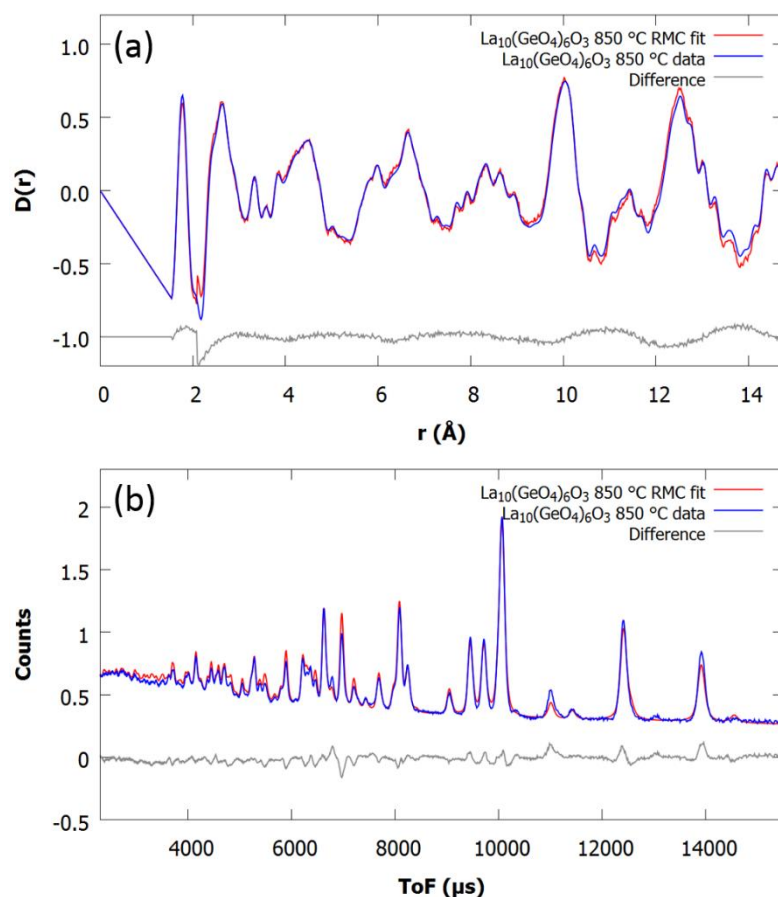 (a)
La10(GeO4)6O3 850 °C RMC fit
La10(GeO4)6O3 850 °C data
Difference
1.0
0.5
0.0
-0.5
-1.0
D(r)
0 2 4 6 8 10 12 14
r (Å)
(b)
La10(GeO4)6O3 850 °C RMC fit
La10(GeO4)6O3 850 °C data
Difference
2
1.5
1
0.5
0
-0.5
Counts
4000 6000 8000 10000 12000 14000
ToF (µs)